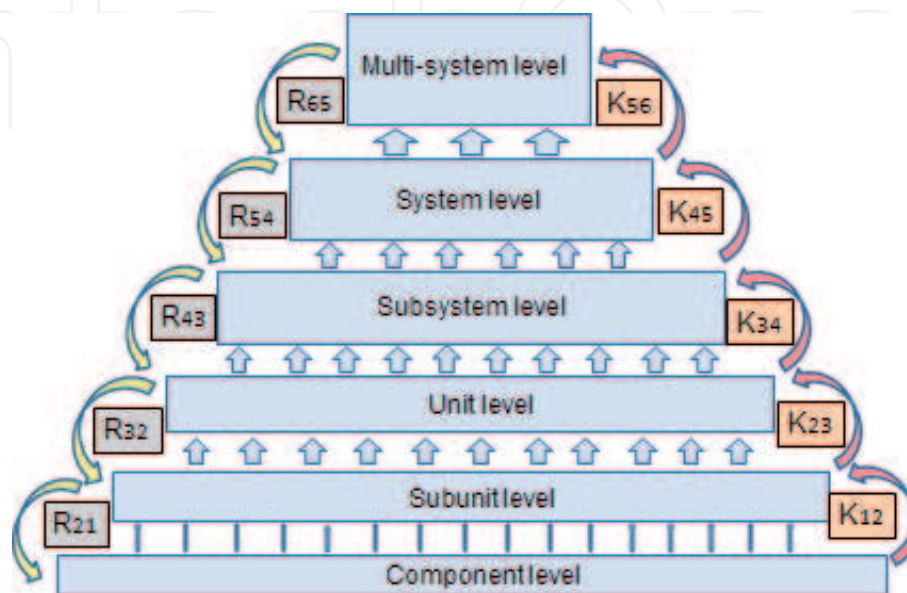 Multi-system level
R65
K56
System level
R54
K45
Subsystem level
R43
K34
Unit level
R32
K23
Subunit level
R21
K12
Component level